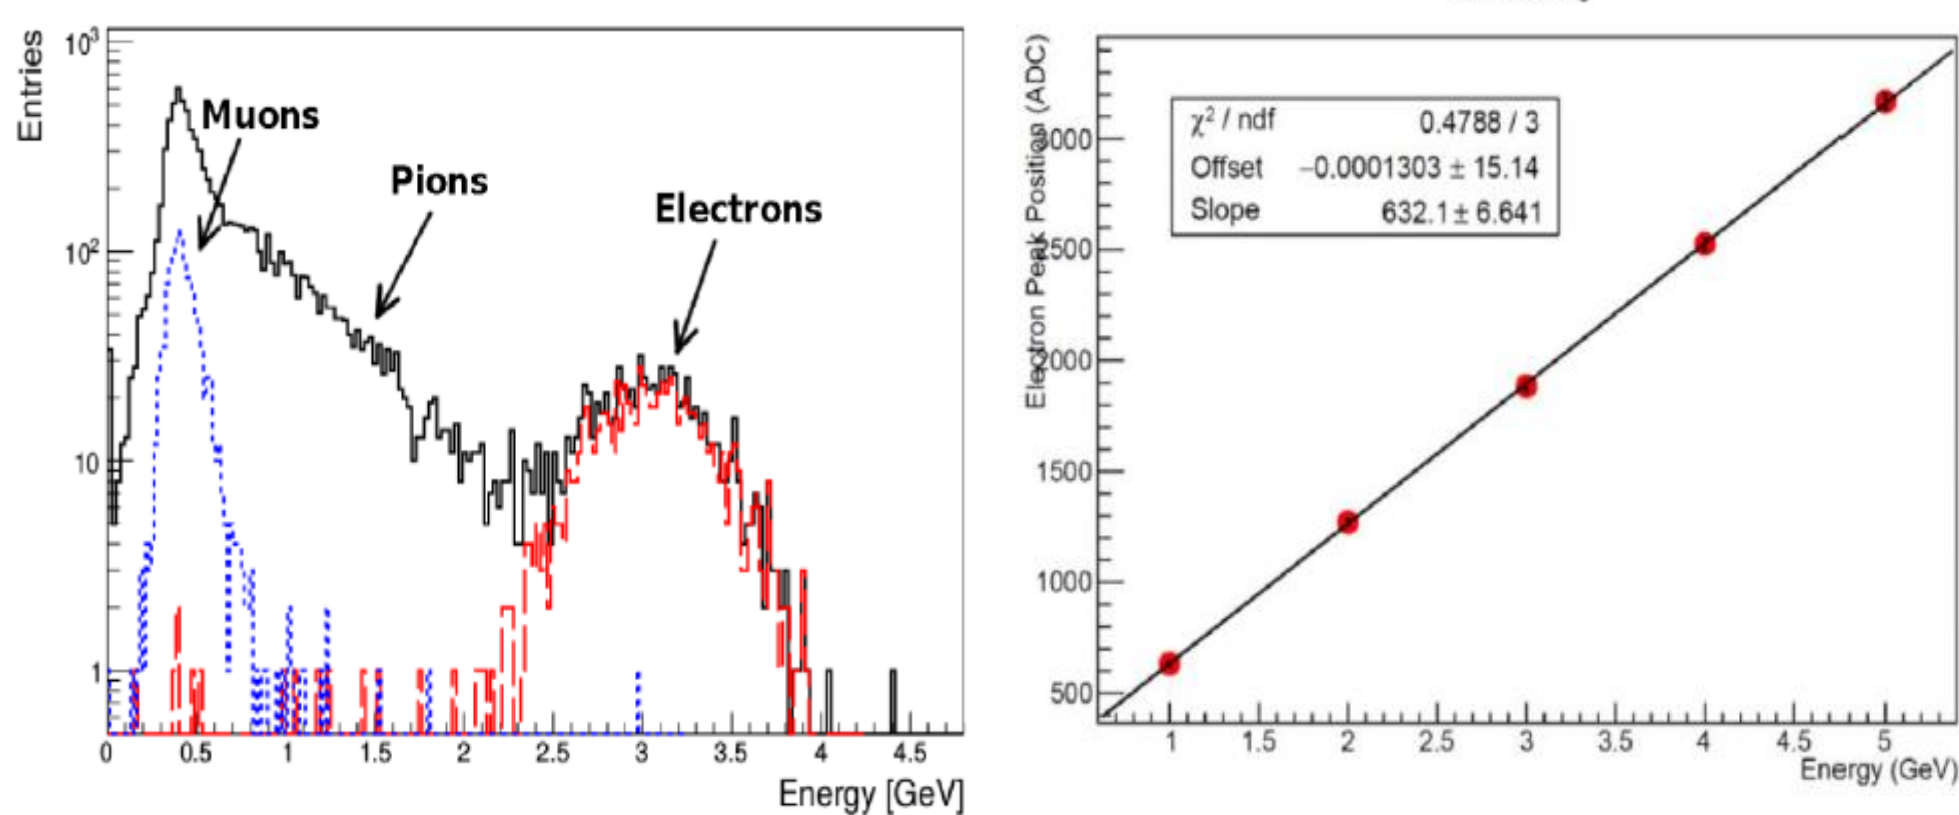 Entries
10³
10²
10
1
Muons
Pions
Electrons
0 0.5 1 1.5 2 2.5 3 3.5 4 4.5
Energy [GeV]
Electron Peak Position (ADC)
3000
2500
2000
1500
1000
500
χ² / ndf 0.4788 / 3
Offset −0.0001303 ± 15.14
Slope 632.1 ± 6.641
1 1.5 2 2.5 3 3.5 4 4.5 5
Energy (GeV)